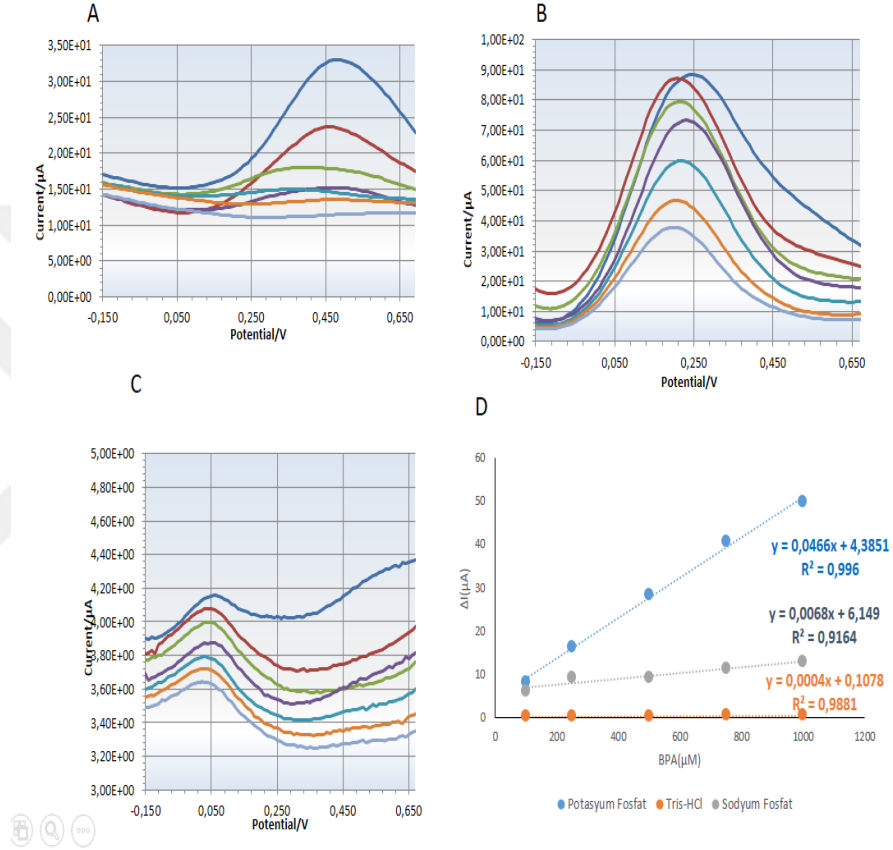 A
3,50E+01
3,00E+01
2,50E+01
2,00E+01
1,50E+01
1,00E+01
5,00E+00
0,00E+00
Current/µA
-0,150 0,050 0,250 0,450 0,650
Potential/V
B
1,00E+02
9,00E+01
8,00E+01
7,00E+01
6,00E+01
5,00E+01
4,00E+01
3,00E+01
2,00E+01
1,00E+01
0,00E+00
Current/µA
-0,150 0,050 0,250 0,450 0,650
Potential/V
C
5,00E+00
4,80E+00
4,60E+00
4,40E+00
4,20E+00
4,00E+00
3,80E+00
3,60E+00
3,40E+00
3,20E+00
3,00E+00
Current/µA
-0,150 0,050 0,250 0,450 0,650
Potential/V
D
60
50
40
30
20
10
0
ΔI(µA)
y = 0,0466x + 4,3851
R² = 0,996
y = 0,0068x + 6,149
R² = 0,9164
y = 0,0004x + 0,1078
R² = 0,9881
0 200 400 600 800 1000 1200
BPA(µM)
Potasyum Fosfat Tris-HCl Sodyum Fosfat